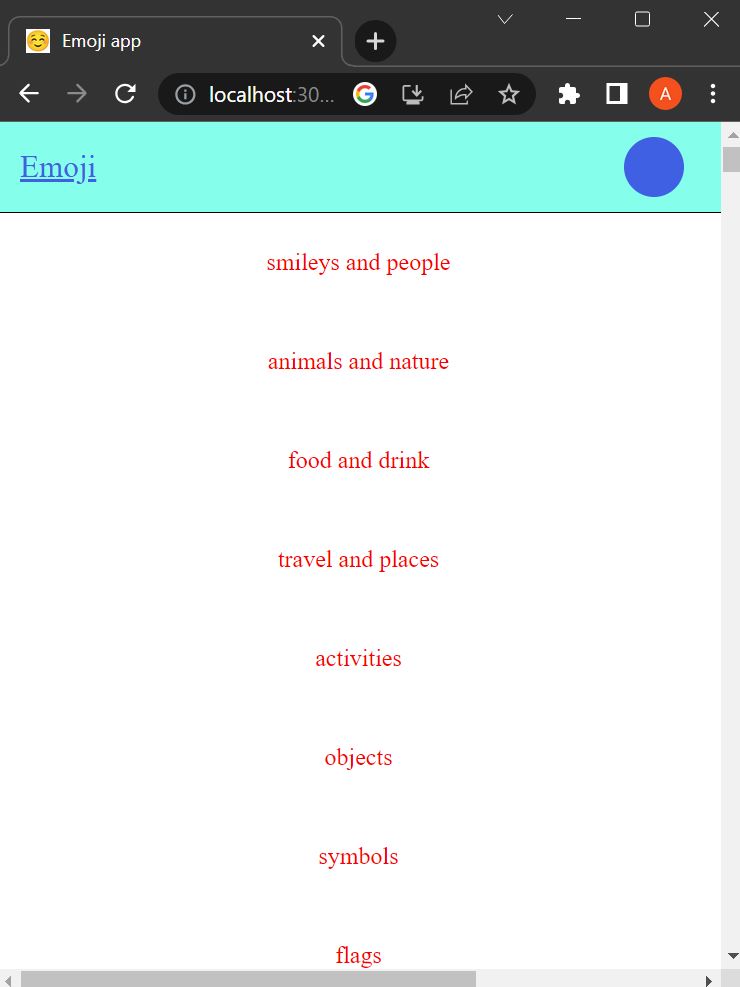 Emoji app
localhost:30...
A
Emoji
smileys and people
animals and nature
food and drink
travel and places
activities
objects
symbols
flags